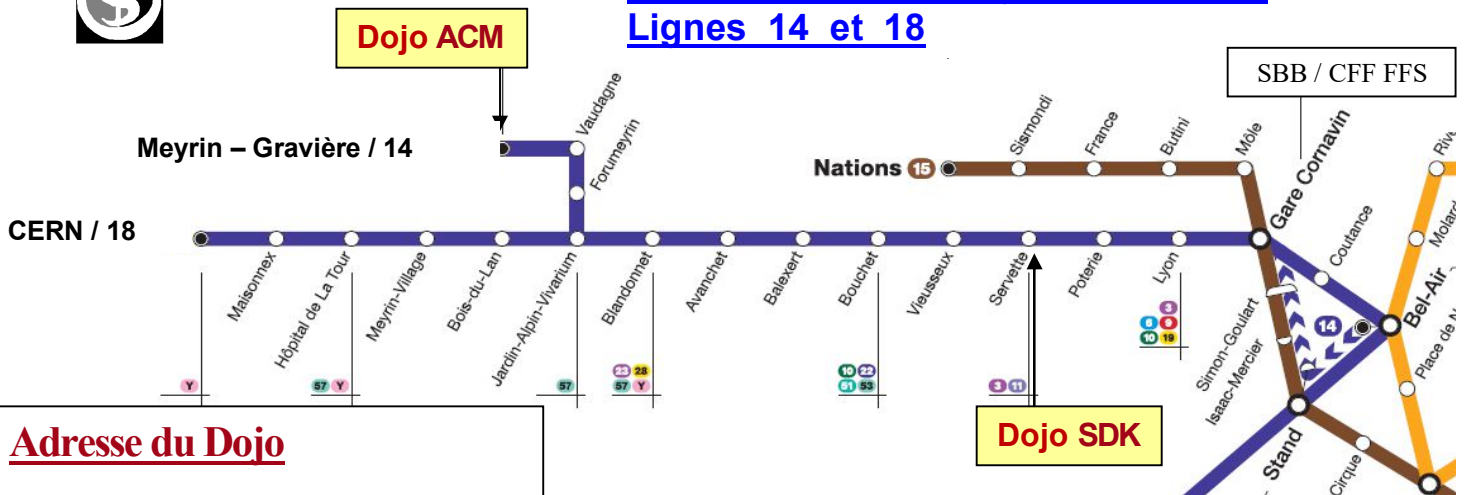 Lignes 14 et 18
Dojo ACM
SBB / CFF FFS
Meyrin – Gravière / 14
Vaudagne
Forumeyrin
Nations 15
Sismondi
France
Butini
Môle
Gare Cornavin
CERN / 18
Maisonnex
Hôpital de La Tour
Meyrin-Village
Bois-du-Lan
Jardin-Alpin-Vivarium
Blandonnet
Avanchet
Balexert
Bouchet
Vieusseux
Servette
Poterie
Lyon
Coutance
Molard
Bel-Air
Place de
Simon-Goulart
Isaac-Mercier
14
Stand
Cirque
Y
57 Y
57
23 28
57 Y
10 22
51 53
3 11
3
6 9
10 19
Dojo SDK
Adresse du Dojo